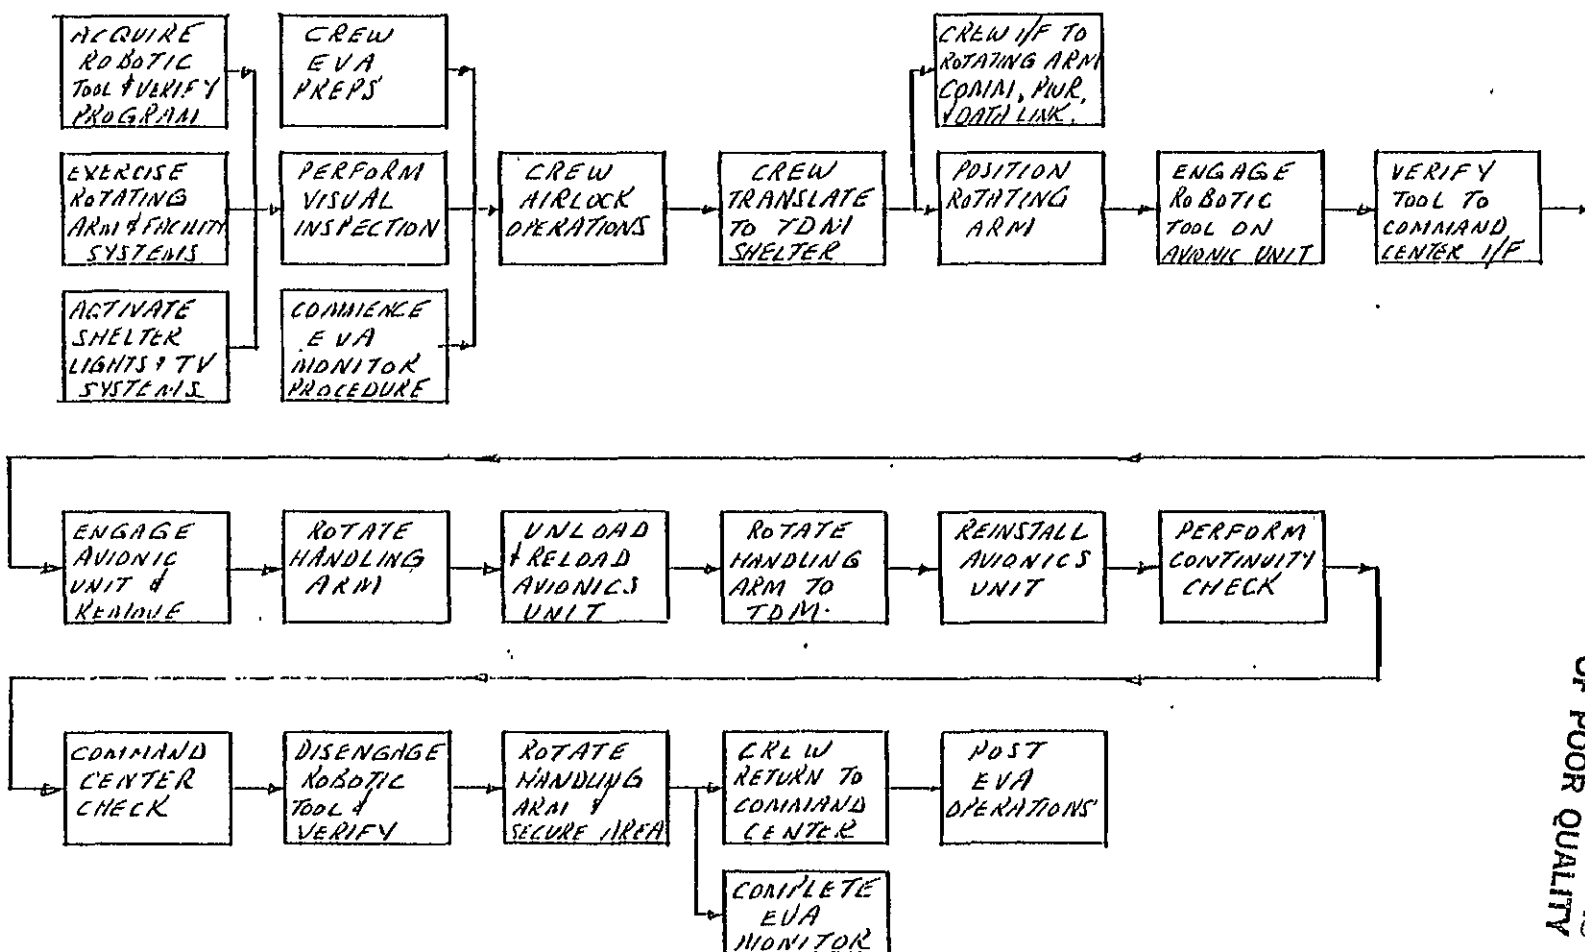 ACQUIRE
ROBOTIC
TOOL & VERIFY
PROGRAM
CREW
EVA
PREPS
CREW I/F TO
ROTATING ARM
COMM, PWR,
& DATA LINK.
EXERCISE
ROTATING
ARM & FACILITY
SYSTEMS
PERFORM
VISUAL
INSPECTION
CREW
AIRLOCK
OPERATIONS
CREW
TRANSLATE
TO TDM
SHELTER
POSITION
ROTATING
ARM
ENGAGE
ROBOTIC
TOOL ON
AVIONIC UNIT
VERIFY
TOOL TO
COMMAND
CENTER I/F
ACTIVATE
SHELTER
LIGHTS & TV
SYSTEMS
COMMENCE
EVA
MONITOR
PROCEDURE
ENGAGE
AVIONIC
UNIT &
REMOVE
ROTATE
HANDLING
ARM
UNLOAD
& RELOAD
AVIONICS
UNIT
ROTATE
HANDLING
ARM TO
TDM.
REINSTALL
AVIONICS
UNIT
PERFORM
CONTINUITY
CHECK
COMMAND
CENTER
CHECK
DISENGAGE
ROBOTIC
TOOL &
VERIFY
ROTATE
HANDLING
ARM &
SECURE AREA
CREW
RETURN TO
COMMAND
CENTER
POST
EVA
OPERATIONS
COMPLETE
EVA
MONITOR
OF POOR QUALITY